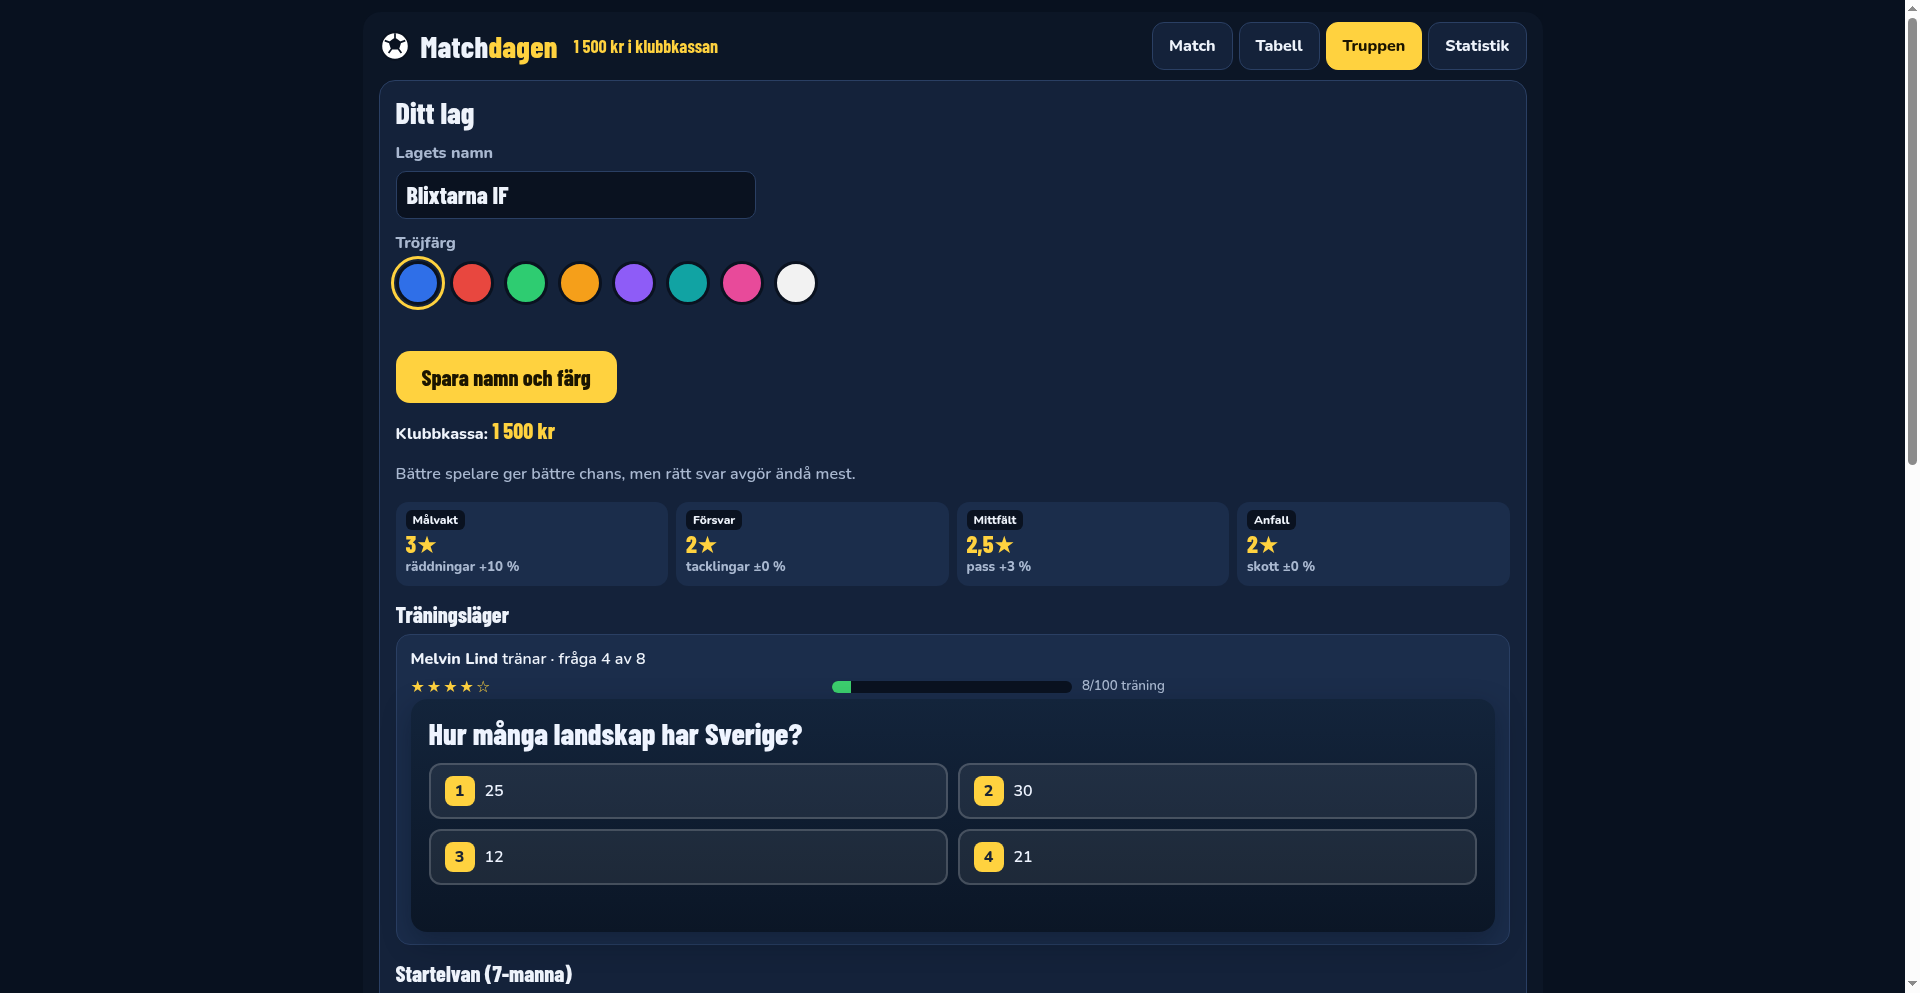 Matchdagen 1 500 kr i klubbkassan Match Tabell Truppen Statistik
Ditt lag
Lagets namn
Blixtarna IF
Tröjfärg
Spara namn och färg
Klubbkassa: 1 500 kr
Bättre spelare ger bättre chans, men rätt svar avgör ändå mest.
Målvakt Försvar Mittfält Anfall
3★ 2★ 2,5★ 2★
räddningar +10 % tacklingar ±0 % pass +3 % skott ±0 %
Träningsläger
Melvin Lind tränar · fråga 4 av 8
★★★★☆ 8/100 träning
Hur många landskap har Sverige?
1 25 2 30
3 12 4 21
Startelvan (7-manna)